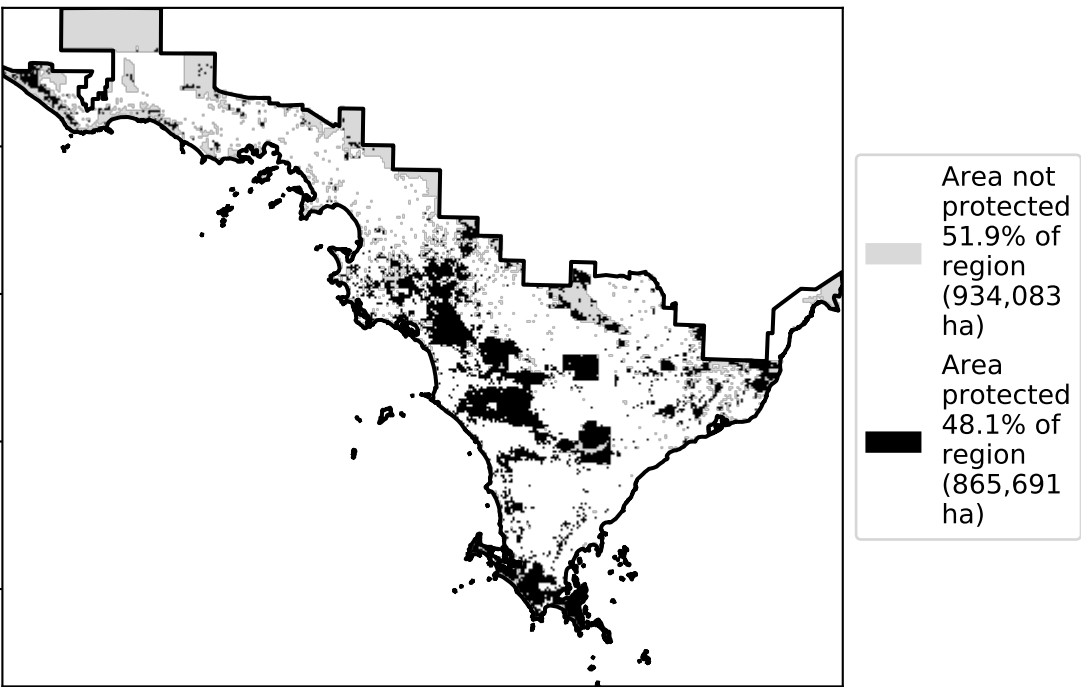 Area not
protected
51.9% of
region
(934,083
ha)
Area
protected
48.1% of
region
(865,691
ha)